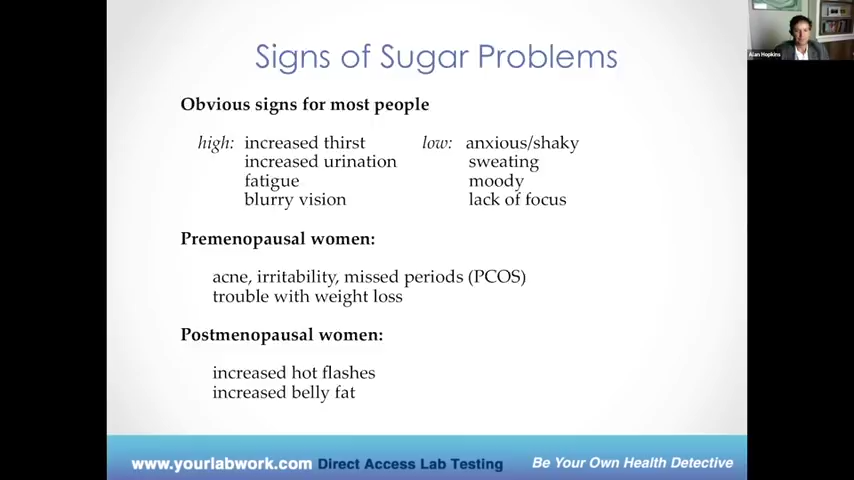 Signs of Sugar Problems
Obvious signs for most people
high: increased thirst low: anxious/shaky
increased urination sweating
fatigue moody
blurry vision lack of focus
Premenopausal women:
acne, irritability, missed periods (PCOS)
trouble with weight loss
Postmenopausal women:
increased hot flashes
increased belly fat
www.yourlabwork.com Direct Access Lab Testing Be Your Own Health Detective
Alan Hopkins